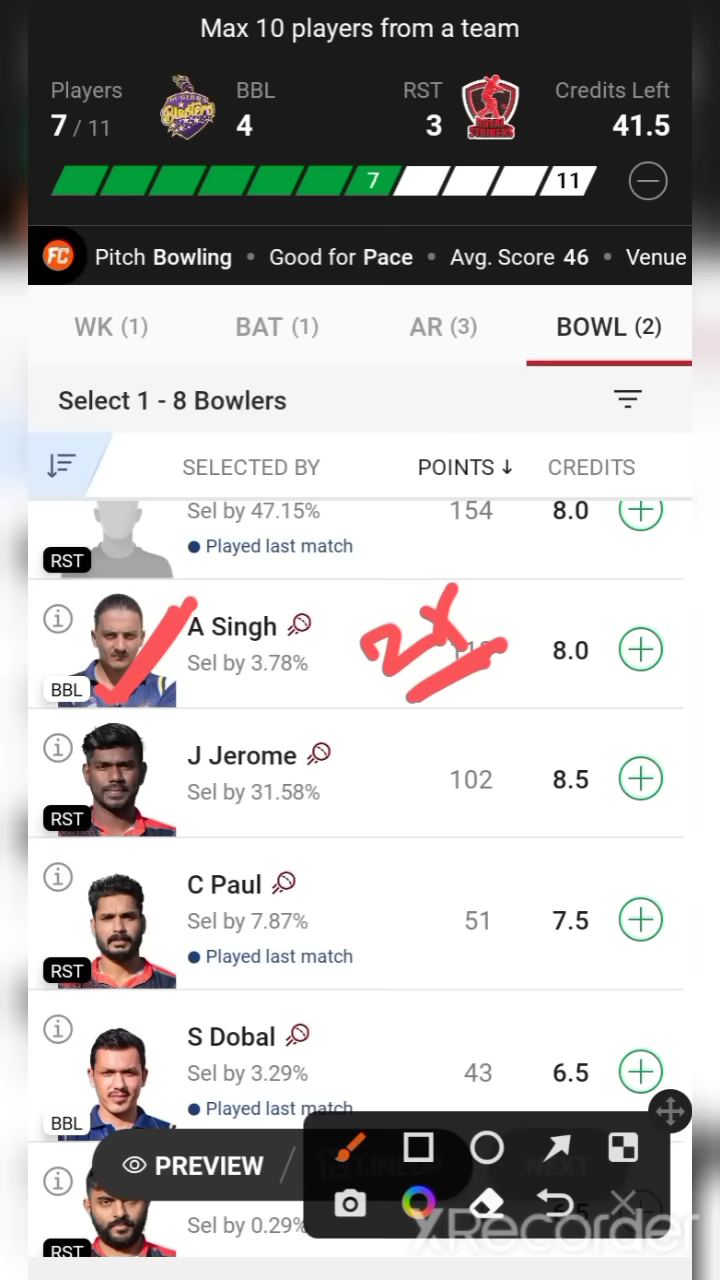 Max 10 players from a team
Players BBL RST Credits Left
7 / 11 4 3 41.5
7 11
FC Pitch Bowling • Good for Pace • Avg. Score 46 • Venue
WK (1) BAT (1) AR (3) BOWL (2)
Select 1 - 8 Bowlers
SELECTED BY POINTS ↓ CREDITS
Sel by 47.15% 154 8.0
RST Played last match
A Singh 2X
Sel by 3.78% 8.0
BBL
J Jerome
Sel by 31.58% 102 8.5
RST
C Paul
Sel by 7.87% 51 7.5
RST Played last match
S Dobal
Sel by 3.29% 43 6.5
BBL Played last match
PREVIEW / LINEUP NEXT
Sel by 0.29%
RST
XRecorder